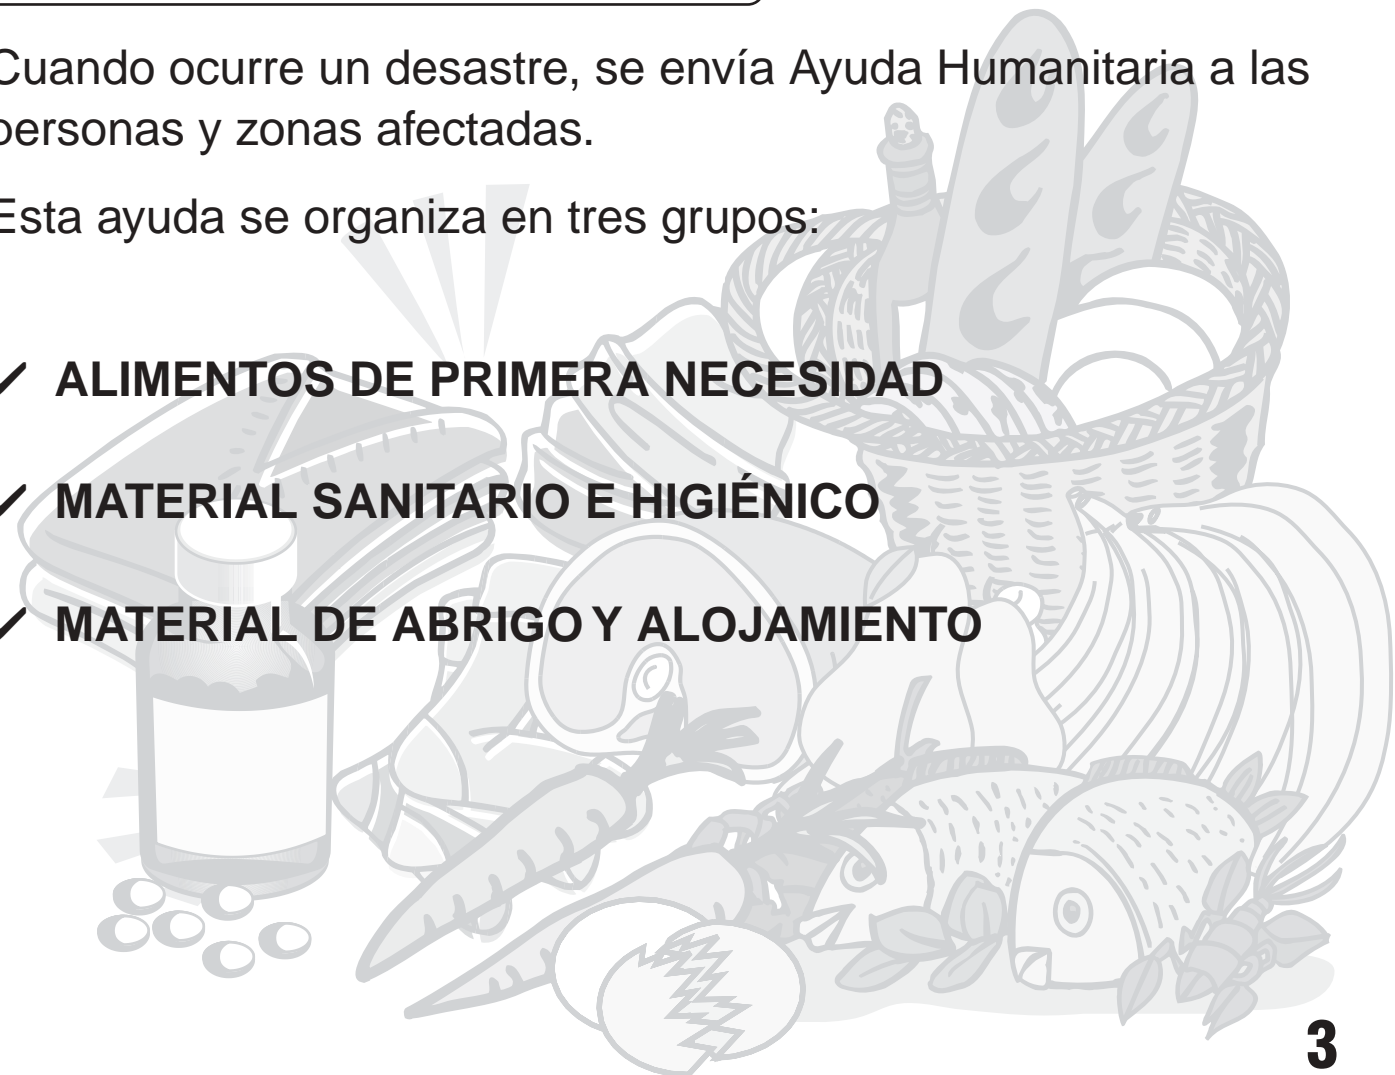 Cuando ocurre un desastre, se envía Ayuda Humanitaria a las
personas y zonas afectadas.
Esta ayuda se organiza en tres grupos:
✓ ALIMENTOS DE PRIMERA NECESIDAD
✓ MATERIAL SANITARIO E HIGIÉNICO
✓ MATERIAL DE ABRIGO Y ALOJAMIENTO
3